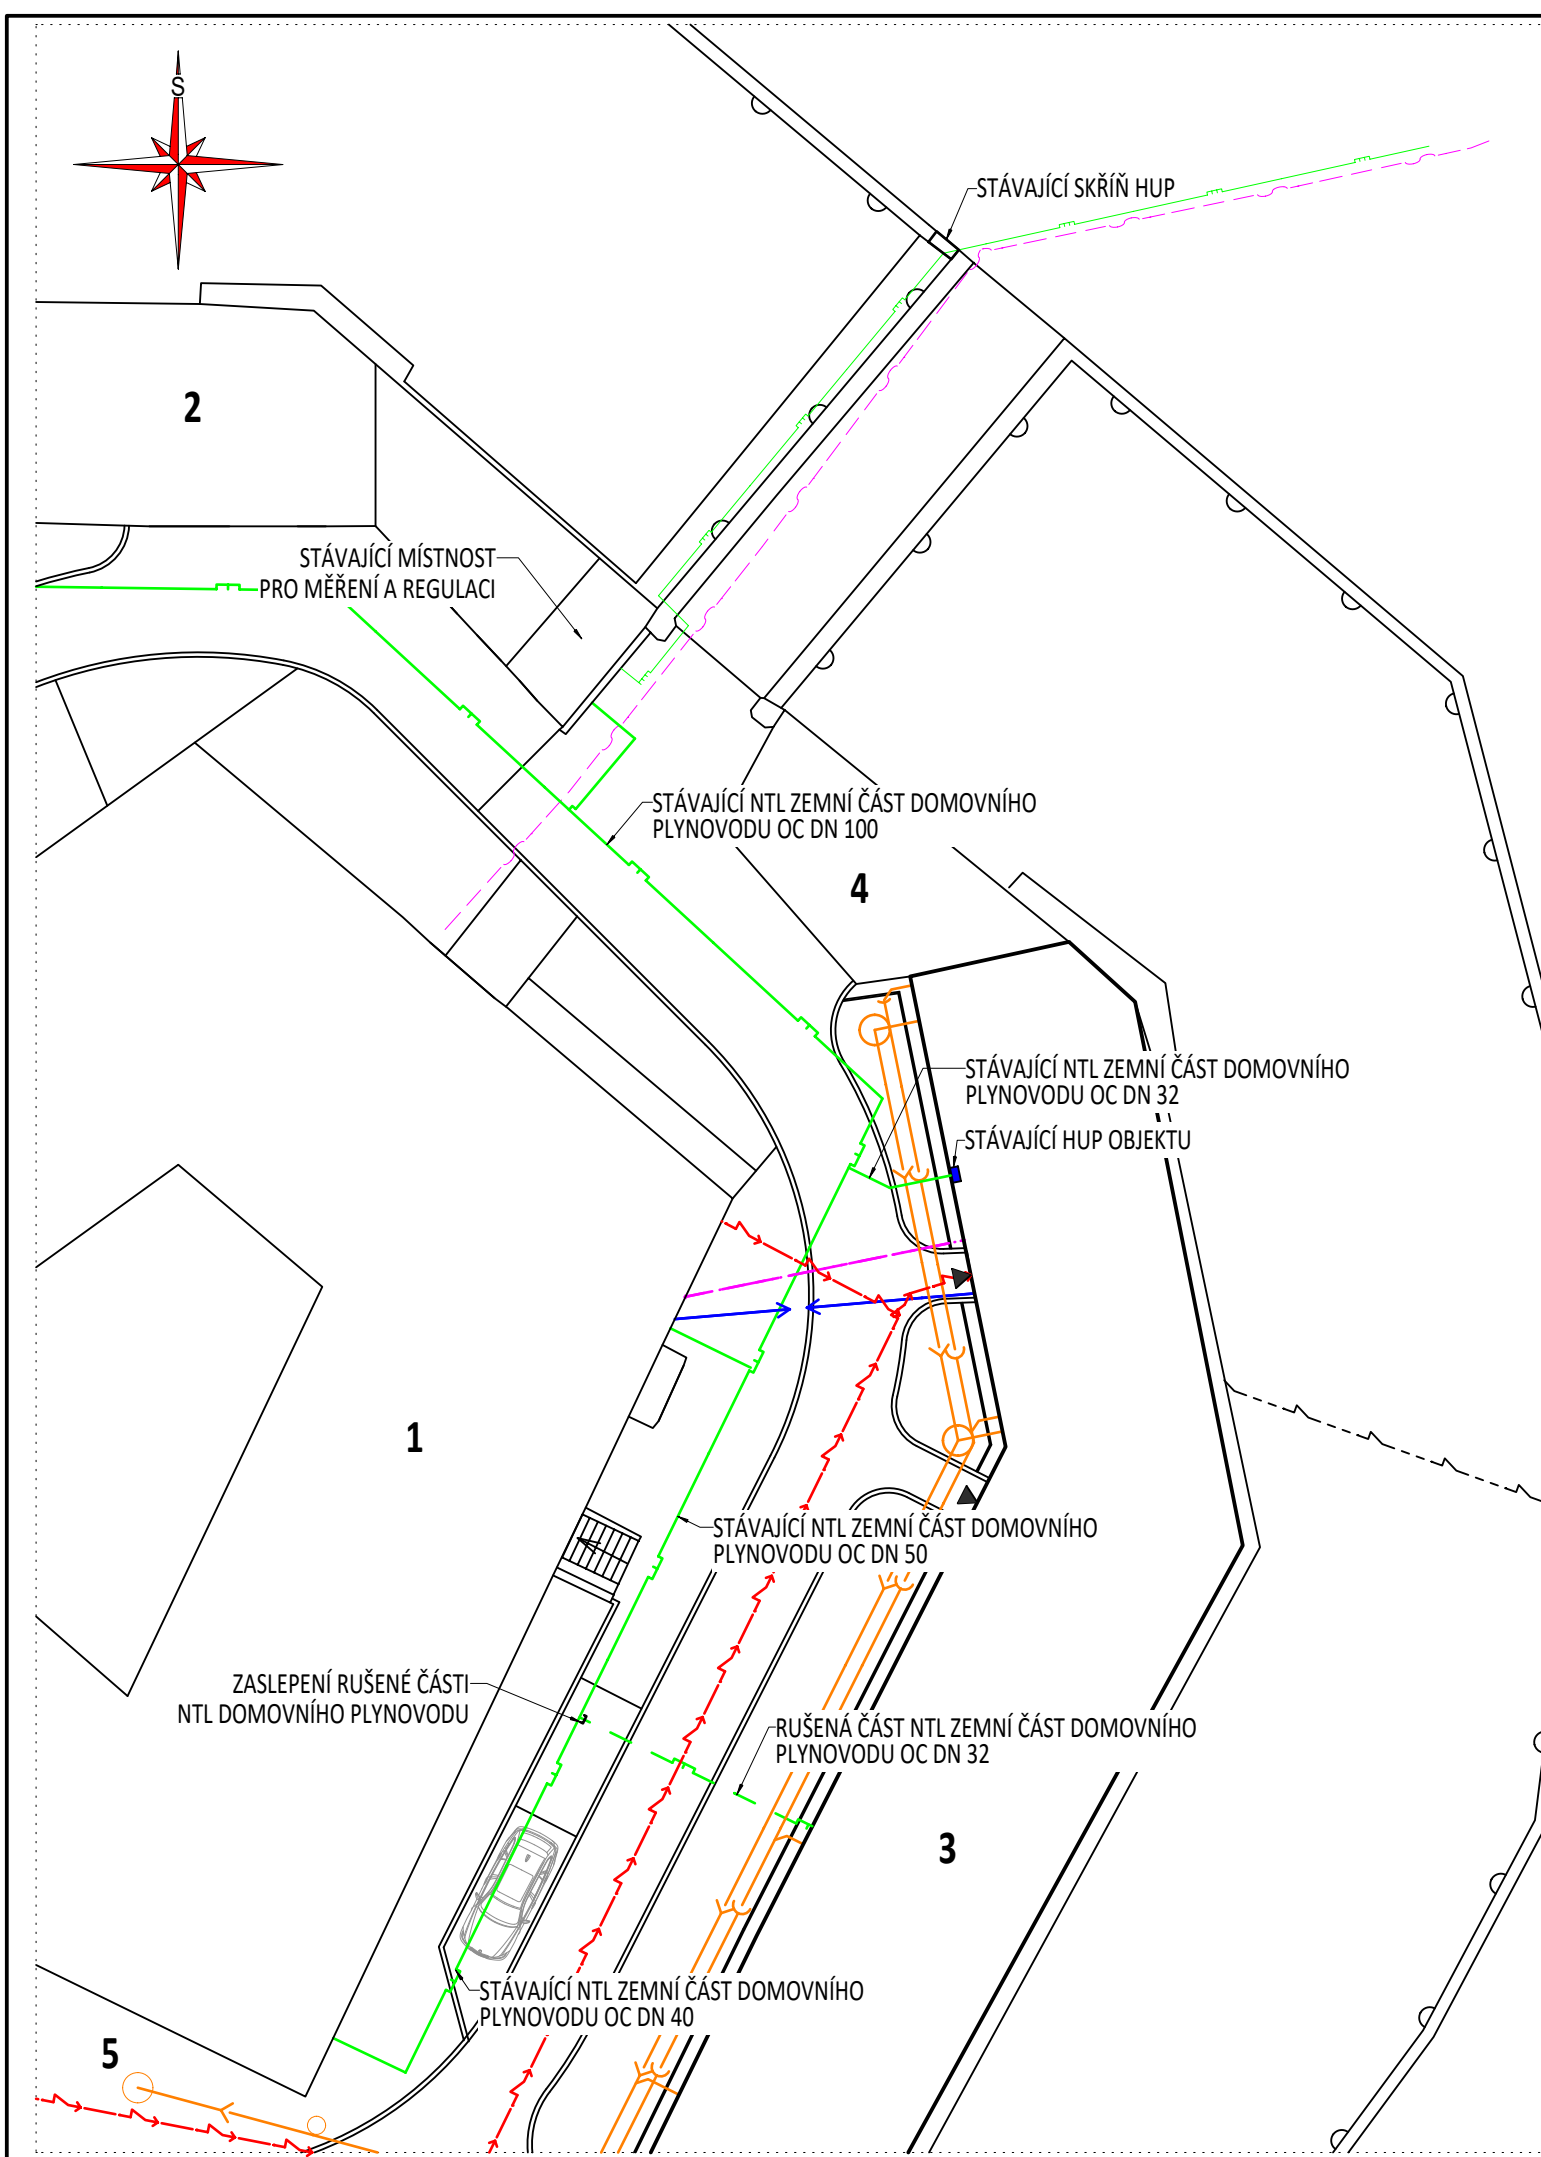 S
STÁVAJÍCÍ SKŘÍŇ HUP
2
STÁVAJÍCÍ MÍSTNOST
PRO MĚŘENÍ A REGULACI
STÁVAJÍCÍ NTL ZEMNÍ ČÁST DOMOVNÍHO
PLYNOVODU OC DN 100
4
STÁVAJÍCÍ NTL ZEMNÍ ČÁST DOMOVNÍHO
PLYNOVODU OC DN 32
STÁVAJÍCÍ HUP OBJEKTU
1
STÁVAJÍCÍ NTL ZEMNÍ ČÁST DOMOVNÍHO
PLYNOVODU OC DN 50
ZASLEPENÍ RUŠENÉ ČÁSTI
NTL DOMOVNÍHO PLYNOVODU
RUŠENÁ ČÁST NTL ZEMNÍ ČÁST DOMOVNÍHO
PLYNOVODU OC DN 32
3
STÁVAJÍCÍ NTL ZEMNÍ ČÁST DOMOVNÍHO
PLYNOVODU OC DN 40
5